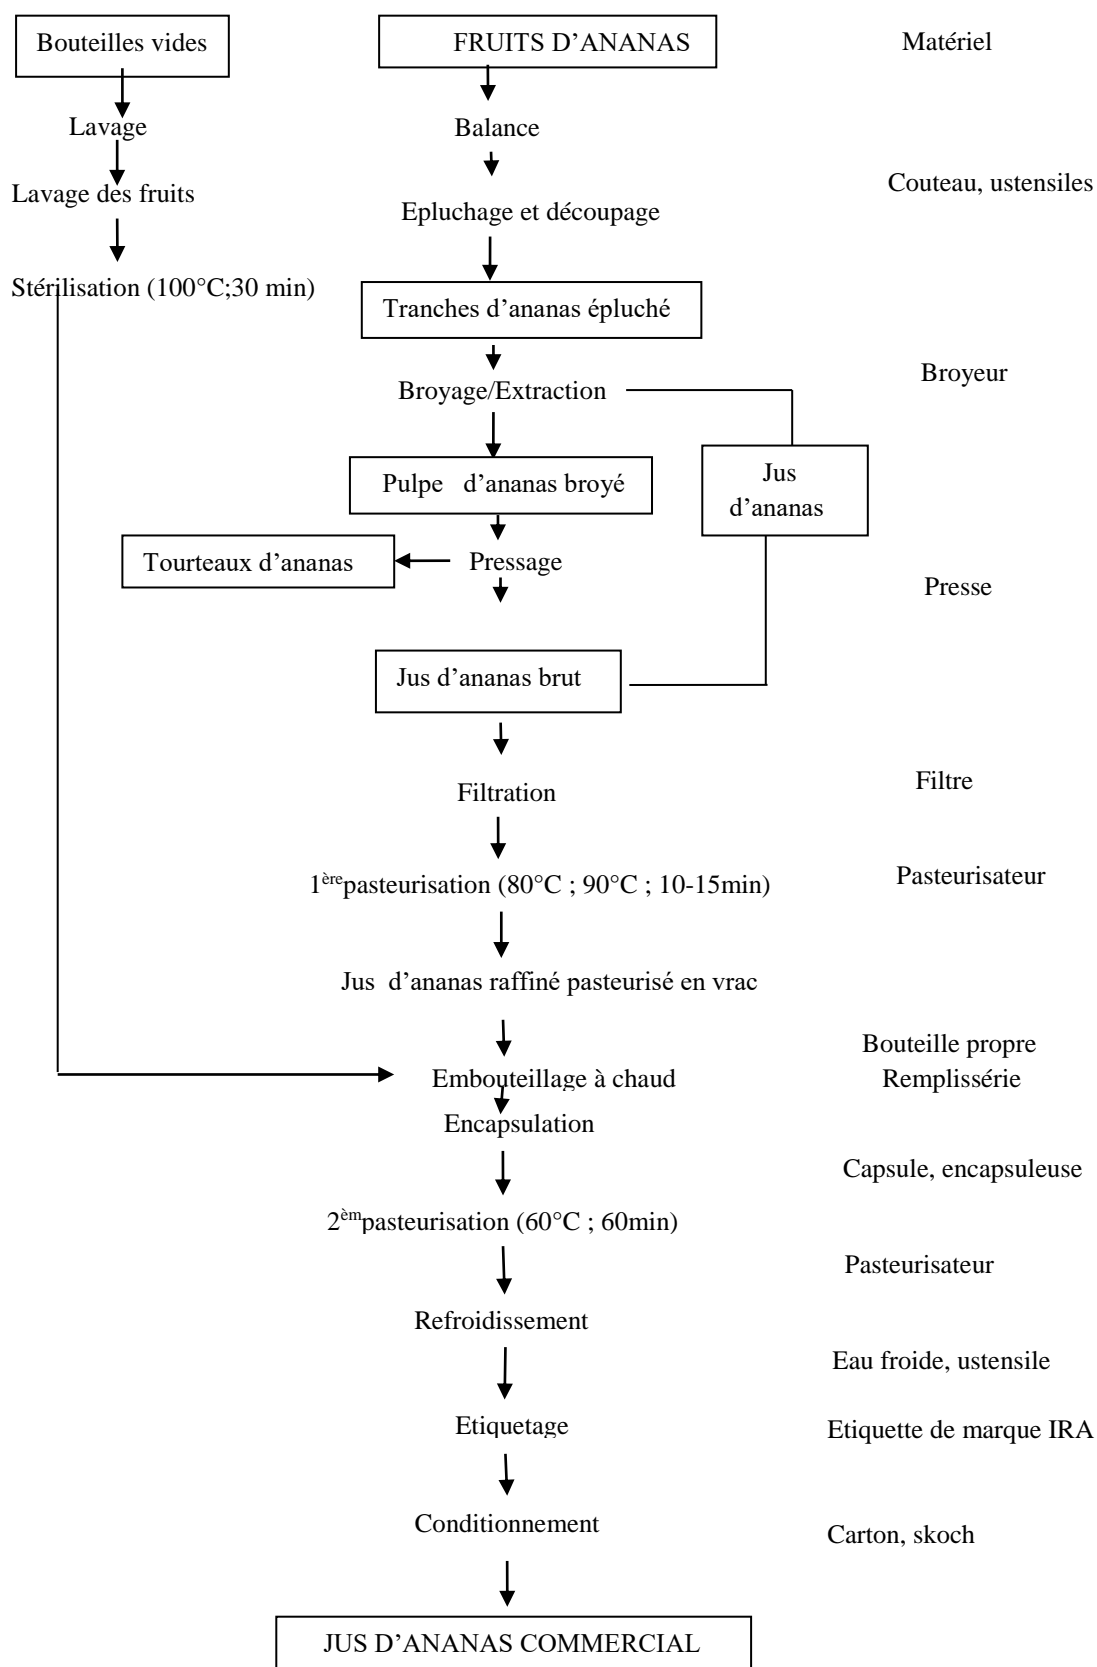 Bouteilles vides
FRUITS D'ANANAS
Matériel
Lavage
Balance
Lavage des fruits
Couteau, ustensiles
Epluchage et découpage
Stérilisation (100°C;30 min)
Tranches d'ananas épluché
Broyeur
Broyage/Extraction
Jus
d'ananas
Pulpe d'ananas broyé
Tourteaux d'ananas
Pressage
Presse
Jus d'ananas brut
Filtration
Filtre
1ère pasteurisation (80°C ; 90°C ; 10-15min)
Pasteurisateur
Jus d'ananas raffiné pasteurisé en vrac
Bouteille propre
Remplissérie
Embouteillage à chaud
Encapsulation
Capsule, encapsuleuse
2èm pasteurisation (60°C ; 60min)
Pasteurisateur
Refroidissement
Eau froide, ustensile
Etiquetage
Etiquette de marque IRA
Conditionnement
Carton, skoch
JUS D'ANANAS COMMERCIAL